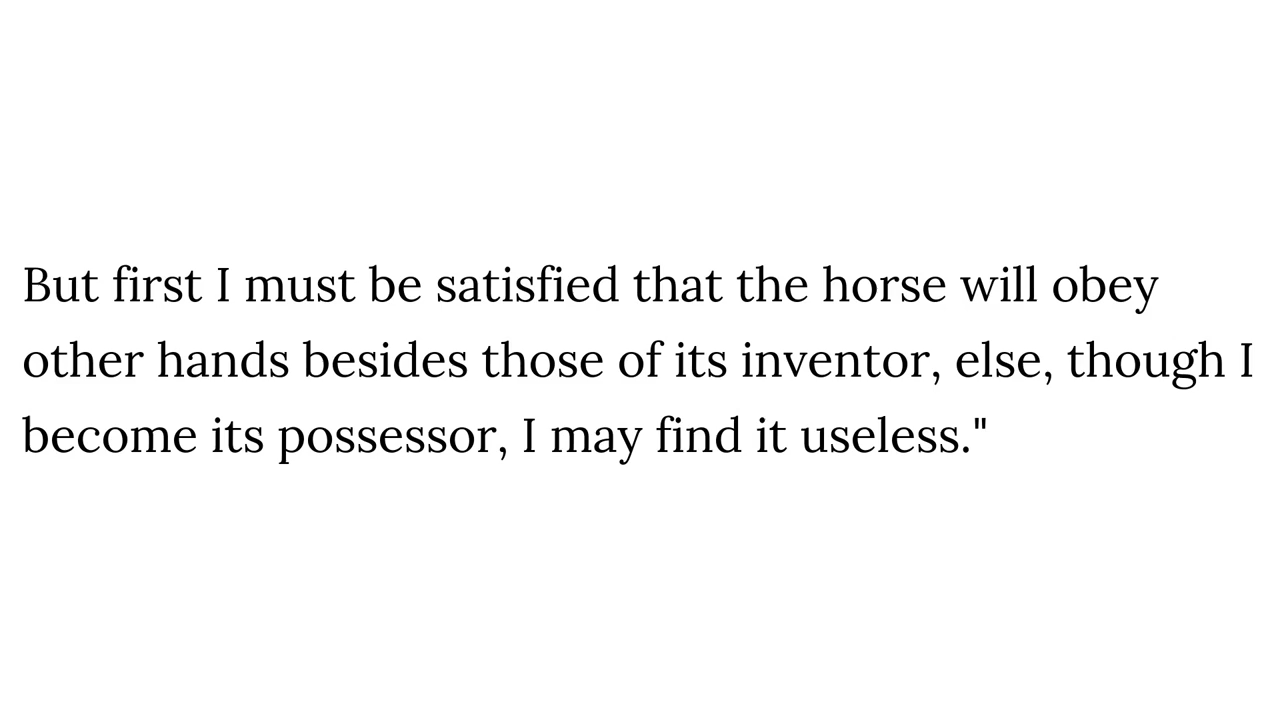 But first I must be satisfied that the horse will obey
other hands besides those of its inventor, else, though I
become its possessor, I may find it useless."